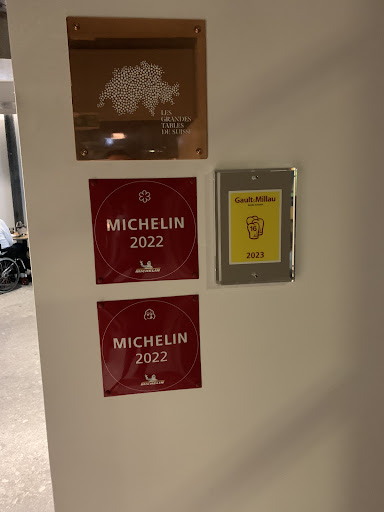 LES
GRANDES
TABLES
DE SUISSE
MICHELIN
2022
MICHELIN
Gault&Millau
16
2023
MICHELIN
2022
MICHELIN